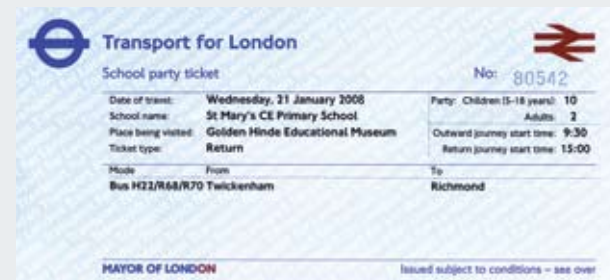 Transport for London
School party ticket
No: 80542
Date of travel: Wednesday, 21 January 2008
School name: St Mary's CE Primary School
Place being visited: Golden Hinde Educational Museum
Ticket type: Return
Party: Children (5-18 years): 10
Adults: 2
Outward journey start time: 9:30
Return journey start time: 15:00
Mode From To
Bus H22/R68/R70 Twickenham Richmond
MAYOR OF LONDON
Issued subject to conditions – see over